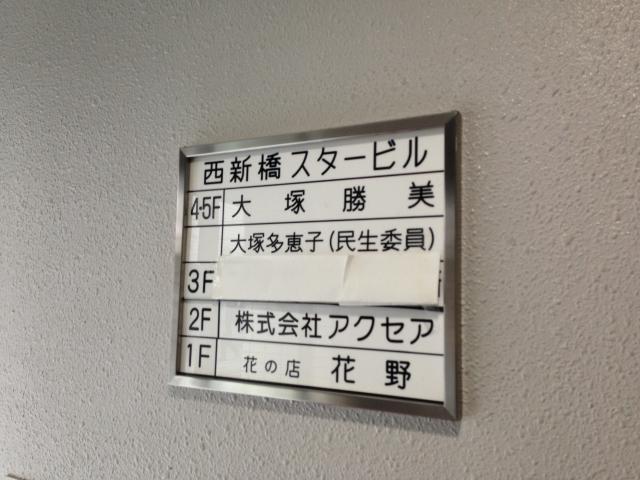 西新橋スタービル
4・5F 大塚勝美
大塚多恵子(民生委員)
3F
2F 株式会社アクセア
1F 花の店 花野